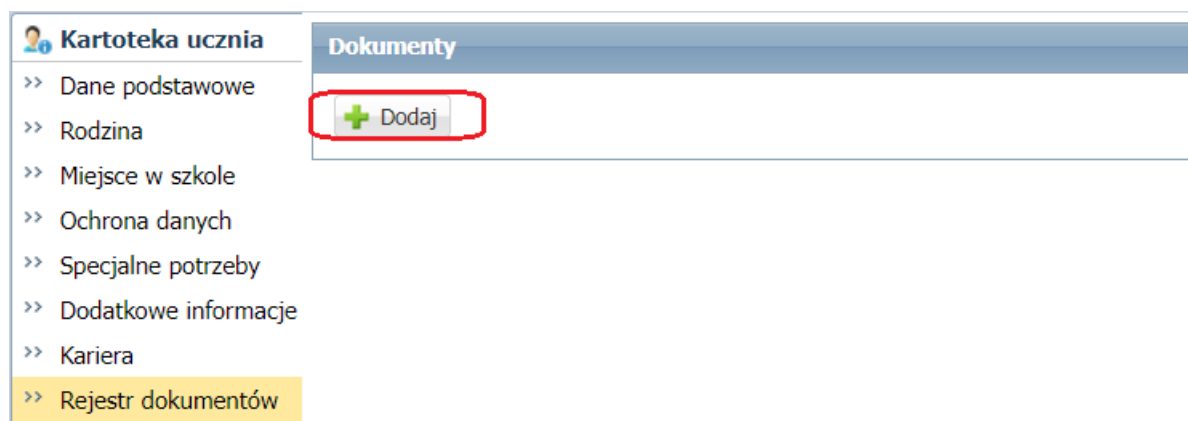 Kartoteka ucznia
>> Dane podstawowe
>> Rodzina
>> Miejsce w szkole
>> Ochrona danych
>> Specjalne potrzeby
>> Dodatkowe informacje
>> Kariera
>> Rejestr dokumentów
Dokumenty
Dodaj